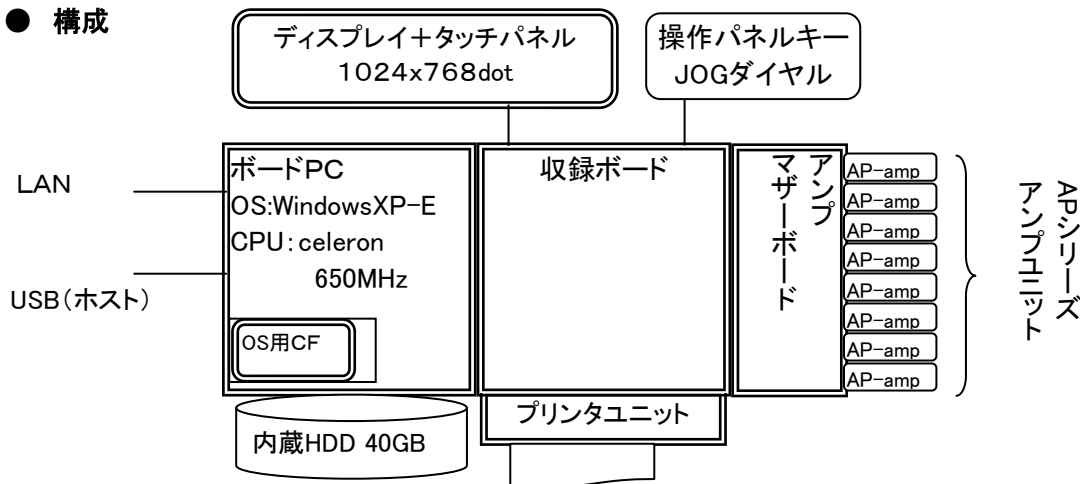 ● 構成
ディスプレイ＋タッチパネル
1024x768dot
操作パネルキー
JOGダイヤル
LAN
USB（ホスト）
ボードPC
OS:WindowsXP-E
CPU：celeron
650MHz
OS用CF
内蔵HDD 40GB
収録ボード
プリンタユニット
アンプ
マザーボード
AP-amp
AP-amp
AP-amp
AP-amp
AP-amp
AP-amp
AP-amp
AP-amp
APシリーズ
アンプユニット